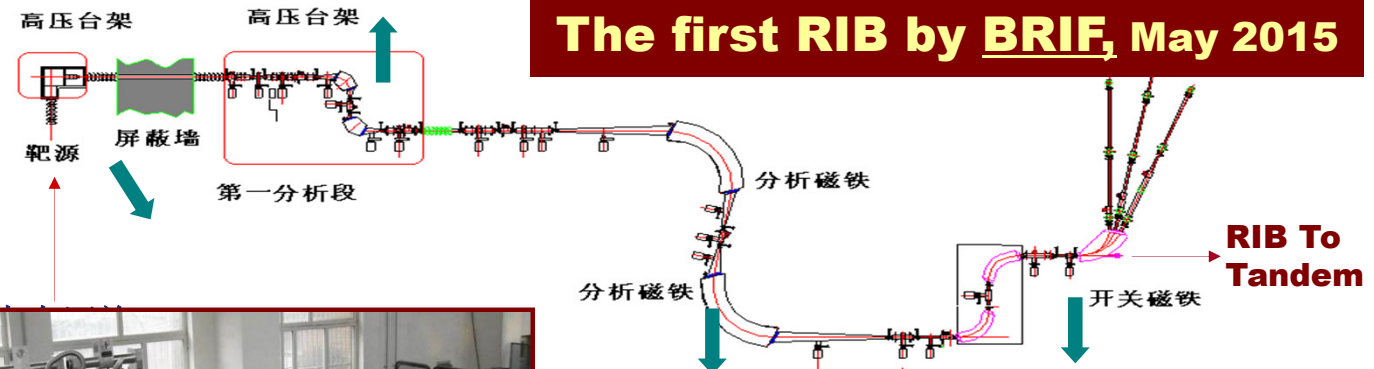 高压台架
高压台架
The first RIB by BRIF, May 2015
屏蔽墙
靶源
第一分析段
分析磁铁
RIB To
Tandem
分析磁铁
开关磁铁